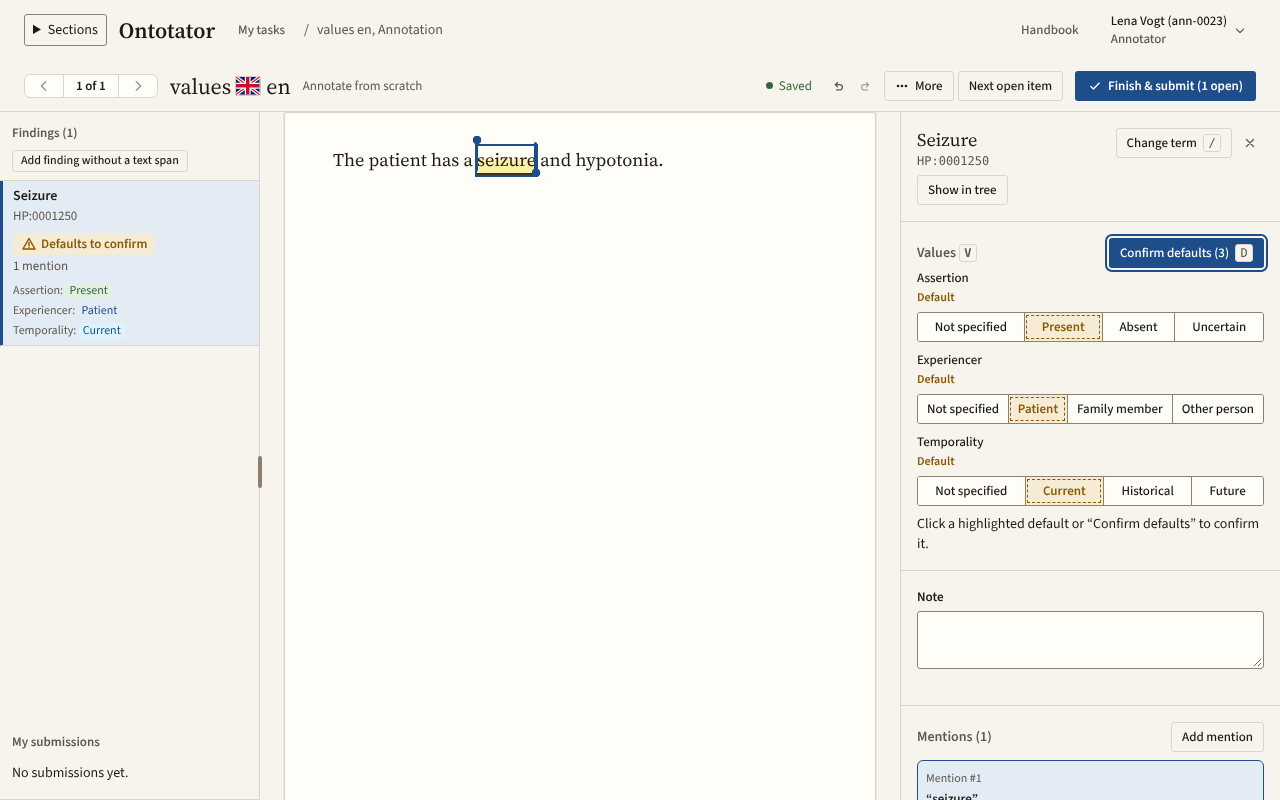 Sections
Ontotator
My tasks / values en, Annotation
Handbook
Lena Vogt (ann-0023)
Annotator
1 of 1
values en
Annotate from scratch
Saved
More
Next open item
Finish & submit (1 open)
Findings (1)
Add finding without a text span
Seizure
HP:0001250
Defaults to confirm
1 mention
Assertion: Present
Experiencer: Patient
Temporality: Current
My submissions
No submissions yet.
The patient has a seizure and hypotonia.
Seizure
HP:0001250
Change term /
Show in tree
Values V
Confirm defaults (3) D
Assertion
Default
Not specified Present Absent Uncertain
Experiencer
Default
Not specified Patient Family member Other person
Temporality
Default
Not specified Current Historical Future
Click a highlighted default or “Confirm defaults” to confirm
it.
Note
Mentions (1)
Add mention
Mention #1
“seizure”